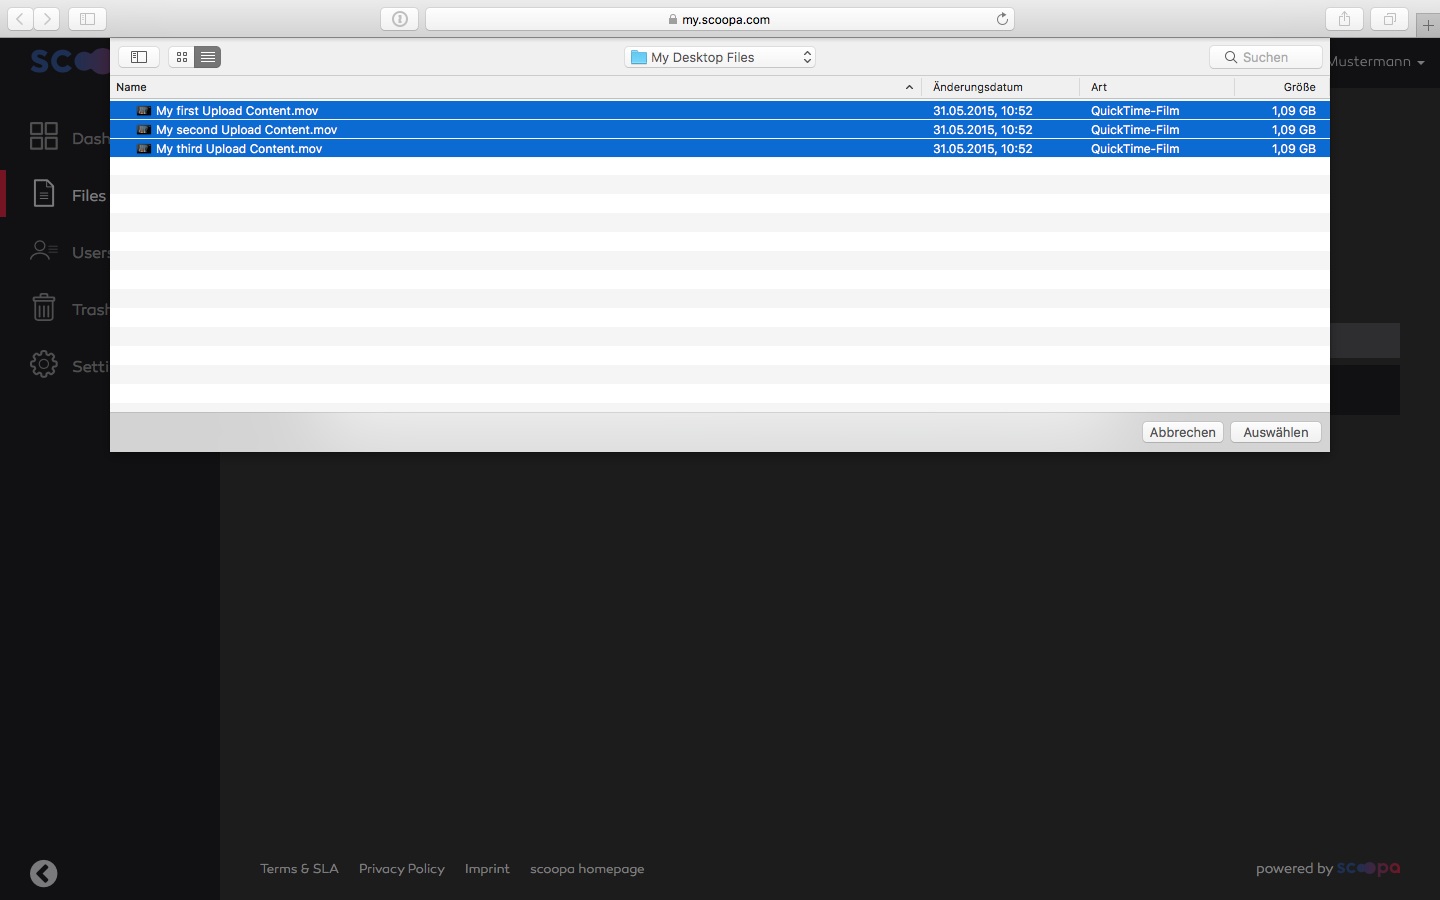 my.scoopa.com
My Desktop Files
Suchen
Mustermann
Name
Änderungsdatum
Art
Größe
My first Upload Content.mov
31.05.2015, 10:52
QuickTime-Film
1,09 GB
My second Upload Content.mov
31.05.2015, 10:52
QuickTime-Film
1,09 GB
My third Upload Content.mov
31.05.2015, 10:52
QuickTime-Film
1,09 GB
Abbrechen
Auswählen
Dash
Files
Users
Trash
Setti
Terms & SLA
Privacy Policy
Imprint
scoopa homepage
powered by scoopa